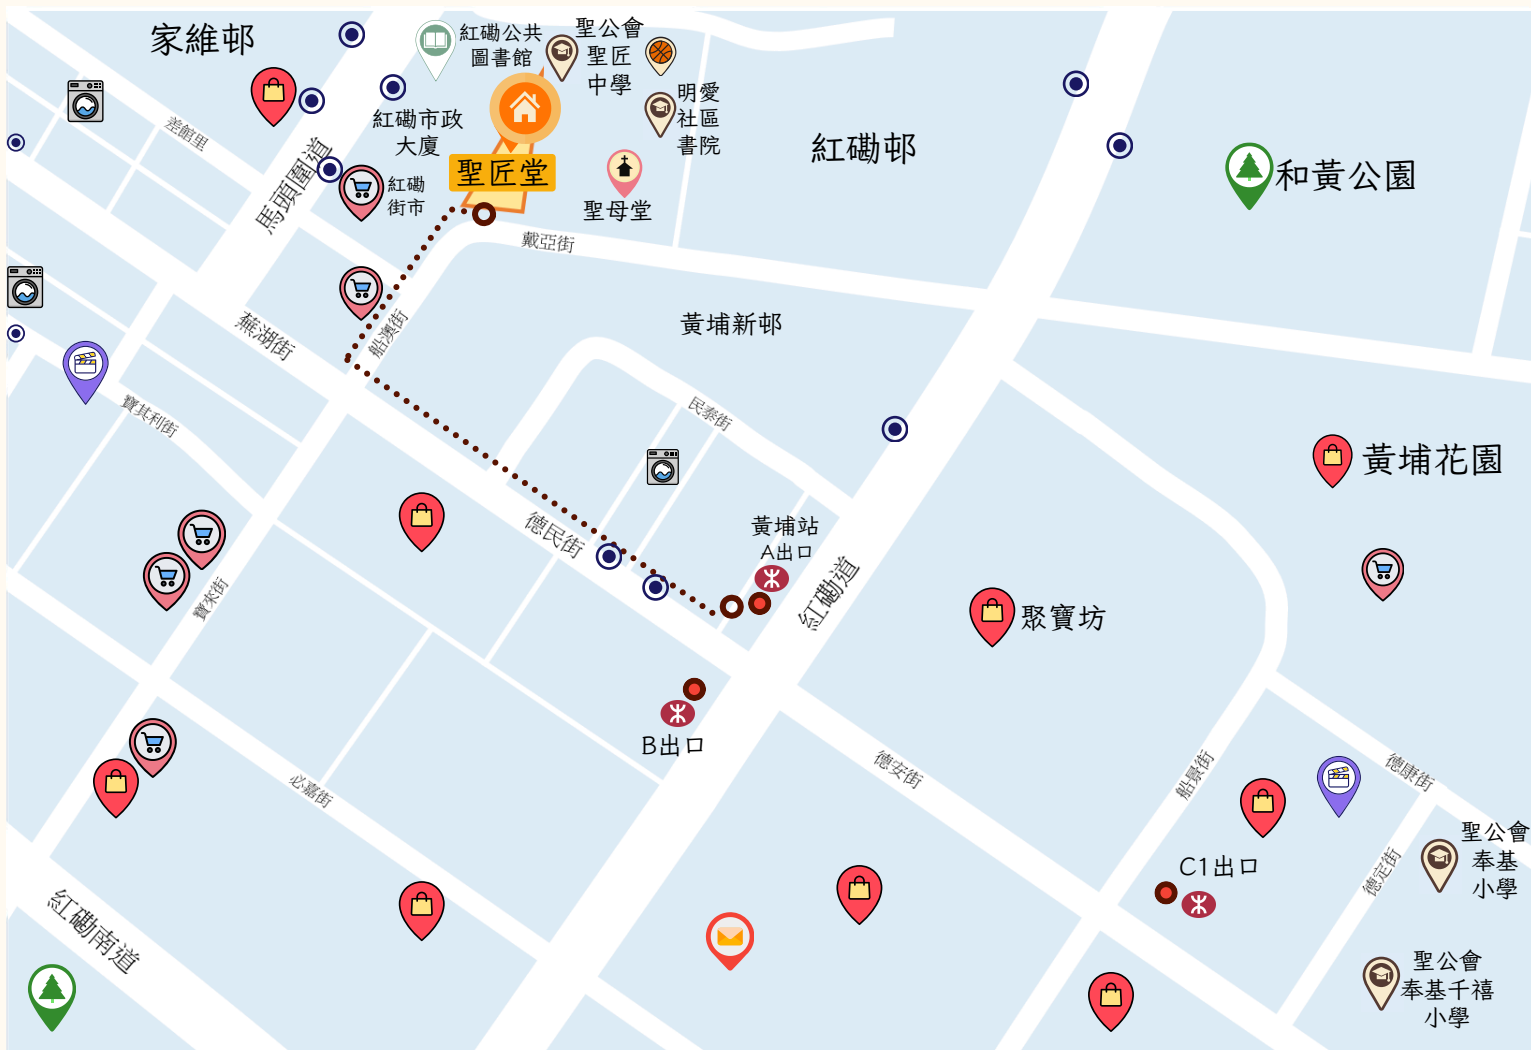 家維邨
紅磡公共
圖書館
聖公會
聖匠
中學
明愛
社區
書院
紅磡邨
和黃公園
差館里
馬頭圍道
紅磡市政
大廈
聖匠堂
紅磡
街市
聖母堂
戴亞街
蕪湖街
船澳街
黃埔新邨
寶其利街
民泰街
黃埔花園
德民街
黃埔站
A出口
紅磡道
聚寶坊
寶來街
B出口
必嘉街
德安街
船景街
德康街
聖公會
奉基
小學
C1出口
德定街
紅磡南道
聖公會
奉基千禧
小學